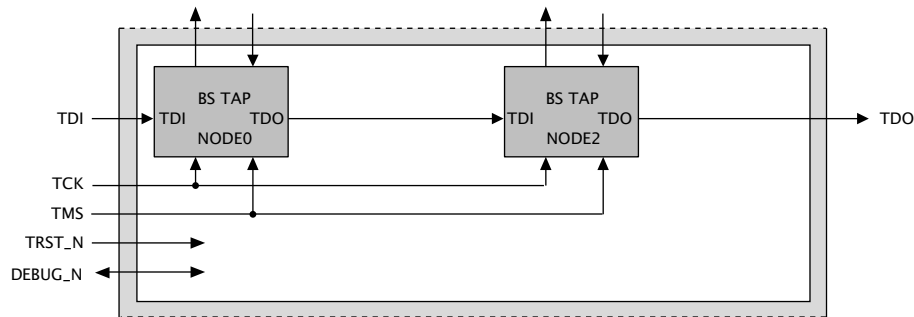 BS TAP
BS TAP
TDI
TDI
TDO
TDI
TDO
TDO
NODE0
NODE2
TCK
TMS
TRST_N
DEBUG_N